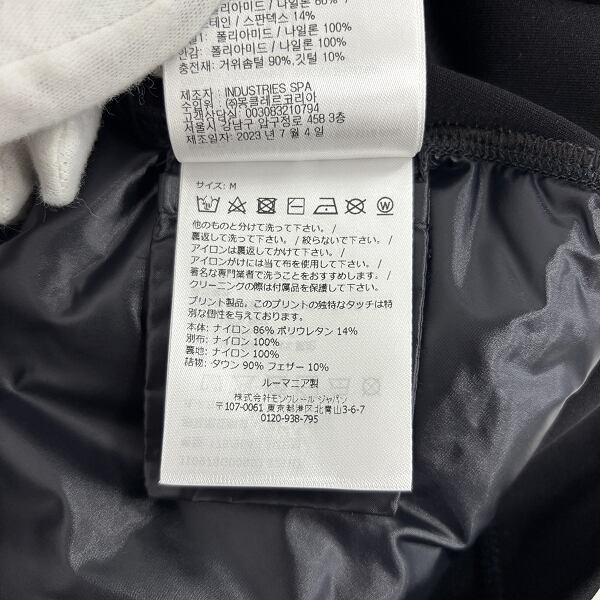 폴리아미드 / 나일론 86% /
테인 / 스판덱스 14%
1: 폴리아미드 / 나일론 100%
안감: 폴리아미드 / 나일론 100%
충전재: 거위솜털 90%,깃털 10%
제조자 : INDUSTRIES SPA
수입원 : ㈜몽클레르코리아
고객상담실: 003083210794
서울시 강남구 압구정로 458 3층
제조일자: 2023 년 7 월 4 일
サイズ: M
他のものと分けて洗って下さい。/
裏返して洗って下さい。/ 絞らないで下さい。/
アイロンは裏返してかけて下さい。/
アイロンがけには当て布を使用して下さい。/
著名な専門業者で洗うことをおすすめします。/
クリーニングの際は付属品を保護して下さい。
プリント製品。このプリントの独特なタッチは特
別な個性を与えております。
本体: ナイロン 86% ポリウレタン 14%
別布: ナイロン 100%
裏地: ナイロン 100%
詰物: ダウン 90% フェザー 10%
ルーマニア製
株式会社モンクレール ジャパン
〒107-0061 東京都港区北青山3-6-7
0120-938-795